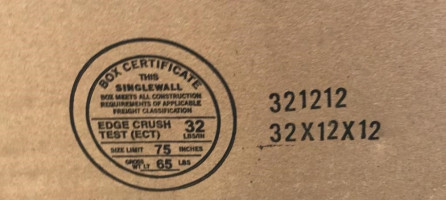 BOX CERTIFICATE
THIS
SINGLEWALL
BOX MEETS ALL CONSTRUCTION
REQUIREMENTS OF APPLICABLE
FREIGHT CLASSIFICATION
EDGE CRUSH TEST (ECT) 32 LBS/IN
SIZE LIMIT 75 INCHES
GROSS WT LT 65 LBS
321212
32X12X12